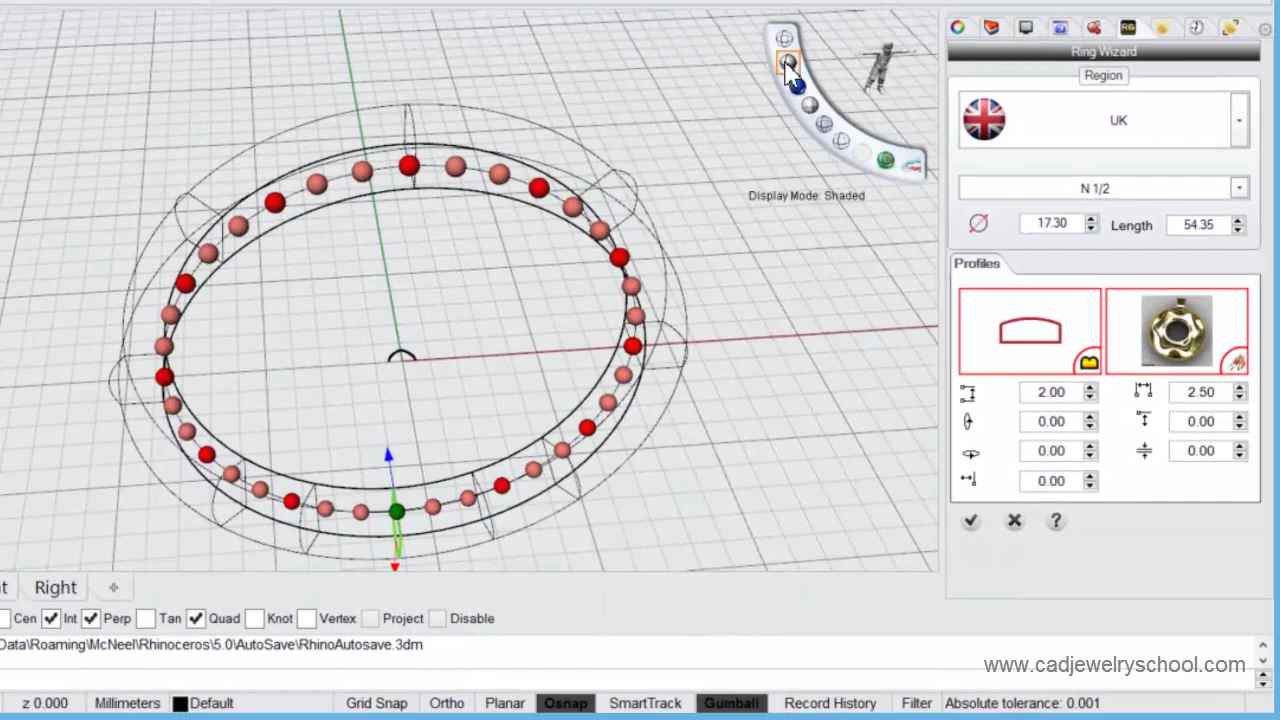 RG
Ring Wizard
Region
UK
N 1/2
17.30 Length 54.35
Display Mode: Shaded
Profiles
2.00 2.50
0.00 0.00
0.00 0.00
0.00
?
t Right +
Cen Int Perp Tan Quad Knot Vertex Project Disable
Data\Roaming\McNeel\Rhinoceros\5.0\AutoSave\RhinoAutosave.3dm
www.cadjewelryschool.com
z 0.000 Millimeters Default Grid Snap Ortho Planar Osnap SmartTrack Gumball Record History Filter Absolute tolerance: 0.001